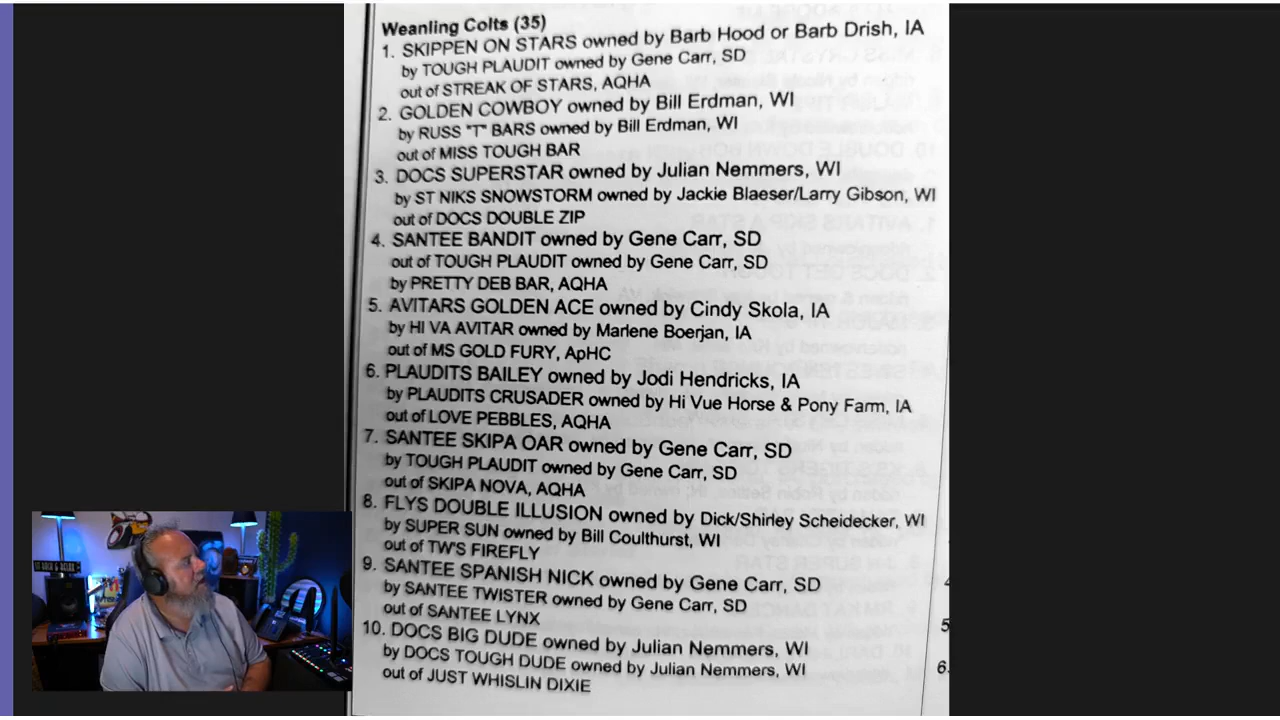 Weanling Colts (35)
1. SKIPPEN ON STARS owned by Barb Hood or Barb Drish, IA
by TOUGH PLAUDIT owned by Gene Carr, SD
out of STREAK OF STARS, AQHA
2. GOLDEN COWBOY owned by Bill Erdman, WI
by RUSS "T" BARS owned by Bill Erdman, WI
out of MISS TOUGH BAR
3. DOCS SUPERSTAR owned by Julian Nemmers, WI
by ST NIKS SNOWSTORM owned by Jackie Blaeser/Larry Gibson, WI
out of DOCS DOUBLE ZIP
4. SANTEE BANDIT owned by Gene Carr, SD
out of TOUGH PLAUDIT owned by Gene Carr, SD
by PRETTY DEB BAR, AQHA
5. AVITARS GOLDEN ACE owned by Cindy Skola, IA
by HI VA AVITAR owned by Marlene Boerjan, IA
out of MS GOLD FURY, ApHC
6. PLAUDITS BAILEY owned by Jodi Hendricks, IA
by PLAUDITS CRUSADER owned by Hi Vue Horse & Pony Farm, IA
out of LOVE PEBBLES, AQHA
7. SANTEE SKIPA OAR owned by Gene Carr, SD
by TOUGH PLAUDIT owned by Gene Carr, SD
out of SKIPA NOVA, AQHA
8. FLYS DOUBLE ILLUSION owned by Dick/Shirley Scheidecker, WI
by SUPER SUN owned by Bill Coulthurst, WI
out of TW'S FIREFLY
9. SANTEE SPANISH NICK owned by Gene Carr, SD
by SANTEE TWISTER owned by Gene Carr, SD
out of SANTEE LYNX
10. DOCS BIG DUDE owned by Julian Nemmers, WI
by DOCS TOUGH DUDE owned by Julian Nemmers, WI
out of JUST WHISLIN DIXIE
5
6.